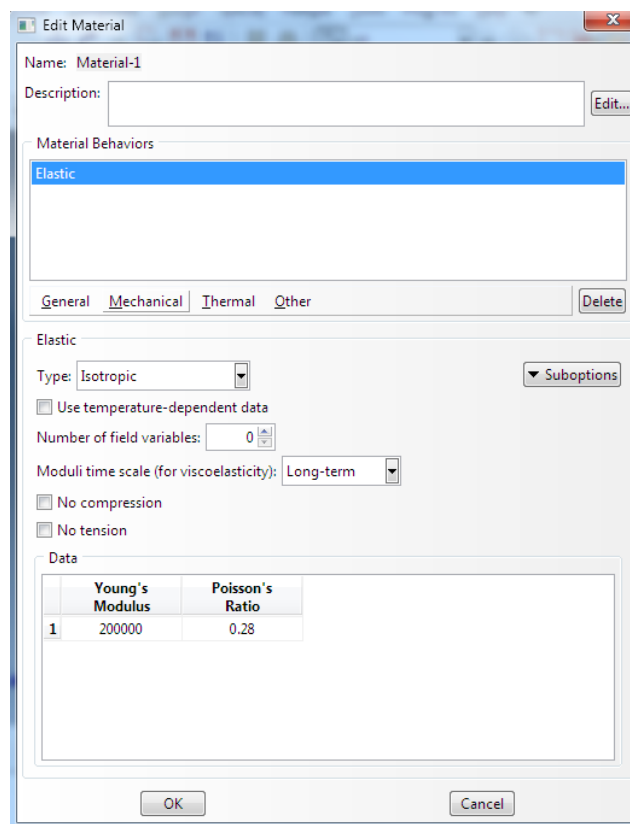 Edit Material
Name: Material-1
Description:
Edit...
Material Behaviors
Elastic
General Mechanical Thermal Other Delete
Elastic
Type: Isotropic Suboptions
Use temperature-dependent data
Number of field variables: 0
Moduli time scale (for viscoelasticity): Long-term
No compression
No tension
Data
Young's Poisson's
Modulus Ratio
1 200000 0.28
OK Cancel